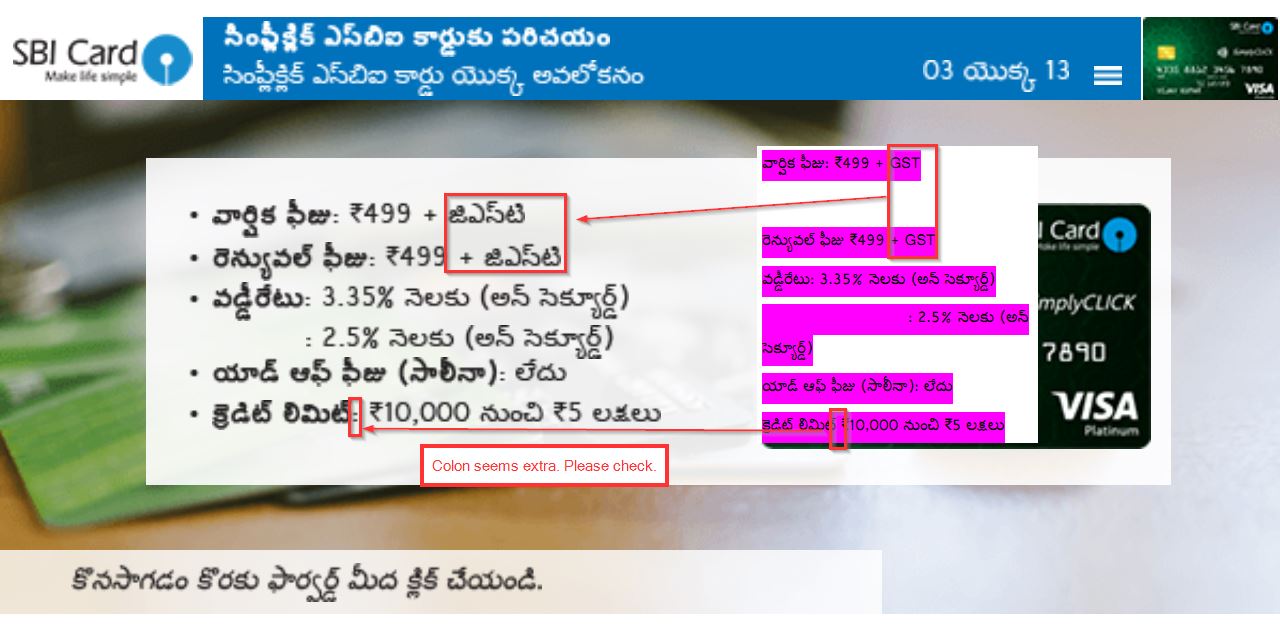 SBI Card
Make life simple
సింప్లీక్లిక్ ఎస్‌బిఐ కార్డుకు పరిచయం
సింప్లీక్లిక్ ఎస్‌బిఐ కార్డు యొక్క అవలోకనం
03 యొక్క 13
VISA
• వార్షిక ఫీజు: ₹499 + జిఎస్‌టి
• రెన్యువల్ ఫీజు: ₹499 + జిఎస్‌టి
• వడ్డీరేటు: 3.35% నెలకు (అన్ సెక్యూర్డ్)
: 2.5% నెలకు (అన్ సెక్యూర్డ్)
• యాడ్ ఆఫ్ ఫీజు (సాలీనా): లేదు
• క్రెడిట్ లిమిట్: ₹10,000 నుంచి ₹5 లక్షలు
వార్షిక ఫీజు: ₹499 + GST
రెన్యువల్ ఫీజు ₹499 + GST
వడ్డీరేటు: 3.35% నెలకు (అన్ సెక్యూర్డ్)
: 2.5% నెలకు (అన్
సెక్యూర్డ్)
యాడ్ ఆఫ్ ఫీజు (సాలీనా): లేదు
క్రెడిట్ లిమిట్ ₹10,000 నుంచి ₹5 లక్షలు
Card
mplyCLICK
7890
VISA
Platinum
Colon seems extra. Please check.
కొనసాగడం కొరకు ఫార్వర్డ్ మీద క్లిక్ చేయండి.